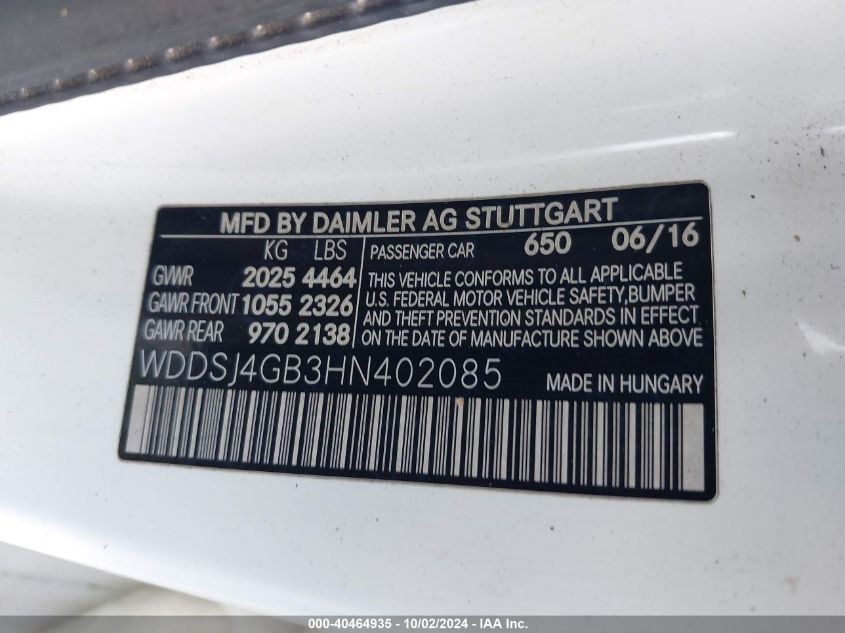 MFD BY DAIMLER AG STUTTGART
KG LBS PASSENGER CAR 650 06/16
GVWR 2025 4464
GAWR FRONT 1055 2326
GAWR REAR 970 2138
THIS VEHICLE CONFORMS TO ALL APPLICABLE
U.S. FEDERAL MOTOR VEHICLE SAFETY,BUMPER
AND THEFT PREVENTION STANDARDS IN EFFECT
ON THE DATE OF MANUFACTURE SHOWN ABOVE
WDDSJ4GB3HN402085 MADE IN HUNGARY
000-40464935 - 10/02/2024 - IAA Inc.